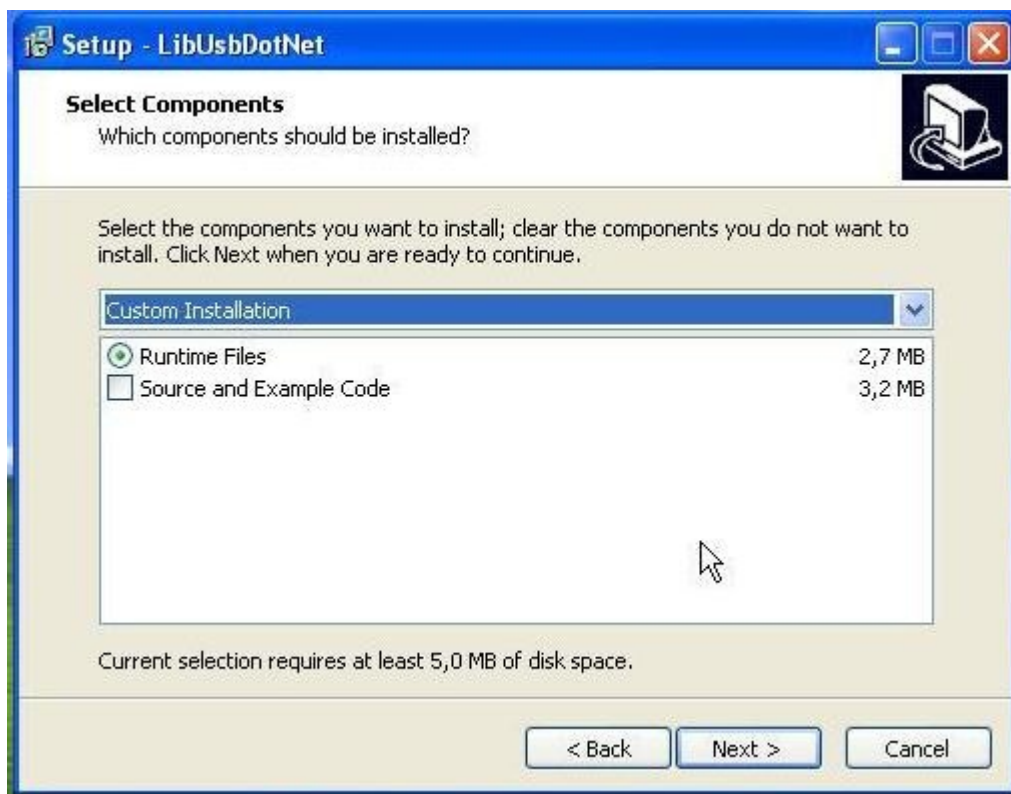 Setup - LibUsbDotNet
Select Components
Which components should be installed?
Select the components you want to install; clear the components you do not want to
install. Click Next when you are ready to continue.
Custom Installation
Runtime Files 2,7 MB
Source and Example Code 3,2 MB
Current selection requires at least 5,0 MB of disk space.
< Back Next > Cancel